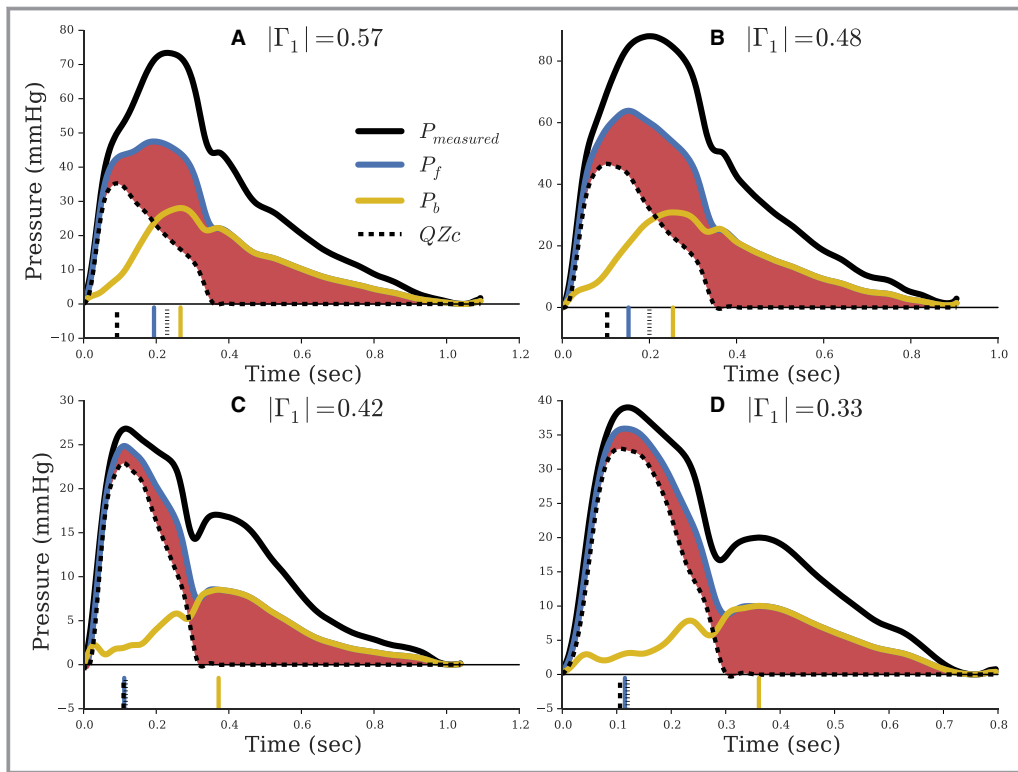 A |Γ₁| =0.57
Pressure (mmHg)
80
70
60
50
40
30
20
10
0
−10
0.0 0.2 0.4 0.6 0.8 1.0 1.2
Time (sec)
P_measured
P_f
P_b
QZc
B |Γ₁| =0.48
80
60
40
20
0
0.0 0.2 0.4 0.6 0.8 1.0
Time (sec)
C |Γ₁| =0.42
Pressure (mmHg)
30
25
20
15
10
5
0
−5
0.0 0.2 0.4 0.6 0.8 1.0 1.2
Time (sec)
D |Γ₁| =0.33
40
35
30
25
20
15
10
5
0
−5
0.0 0.1 0.2 0.3 0.4 0.5 0.6 0.7 0.8
Time (sec)